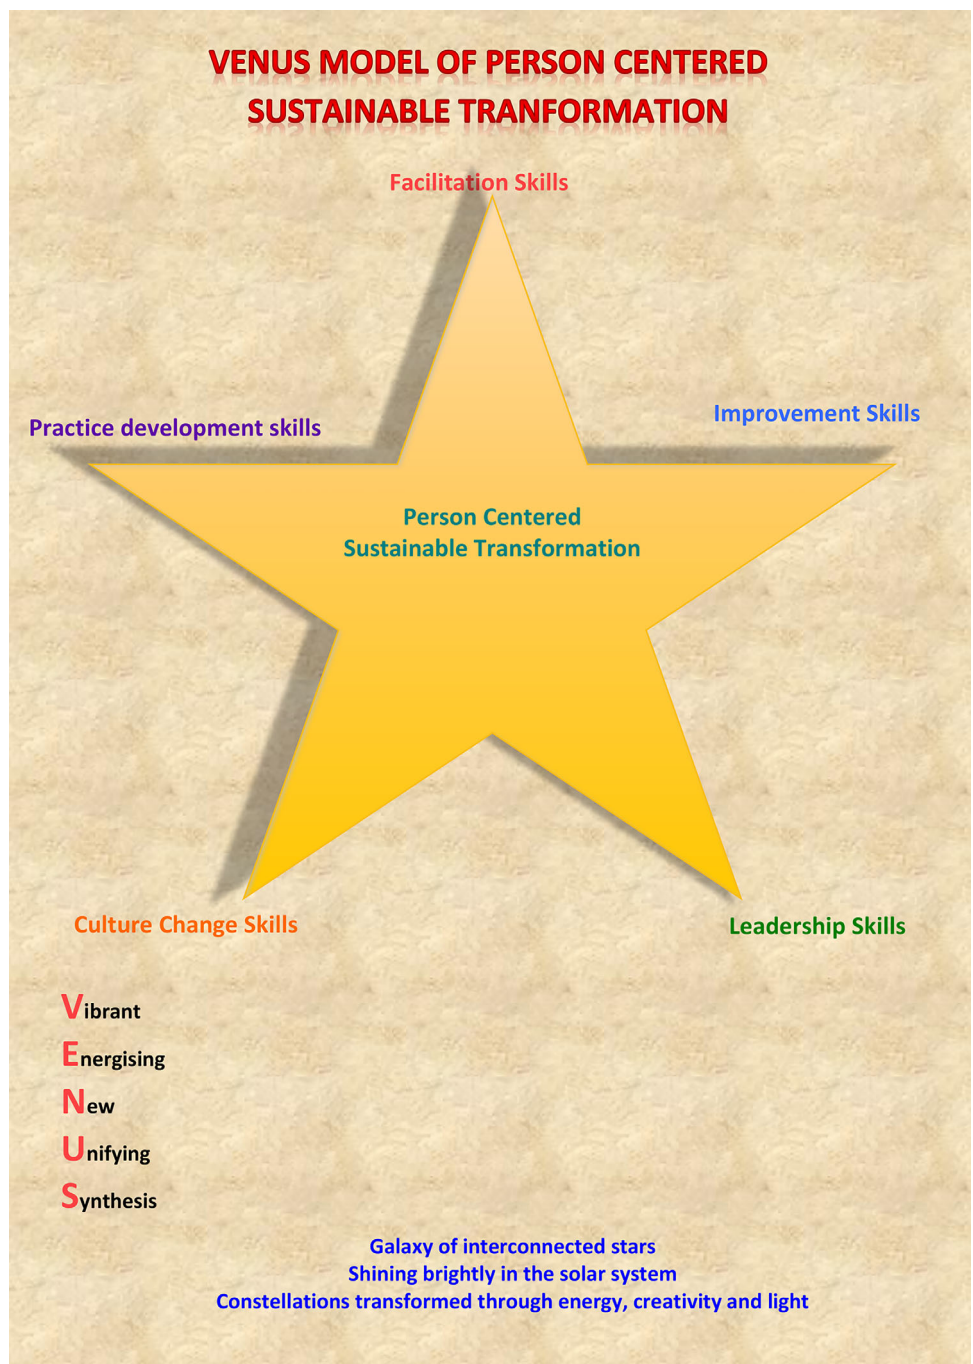 VENUS MODEL OF PERSON CENTERED
SUSTAINABLE TRANFORMATION
Facilitation Skills
Practice development skills
Improvement Skills
Person Centered
Sustainable Transformation
Culture Change Skills
Leadership Skills
Vibrant
Energising
New
Unifying
Synthesis
Galaxy of interconnected stars
Shining brightly in the solar system
Constellations transformed through energy, creativity and light